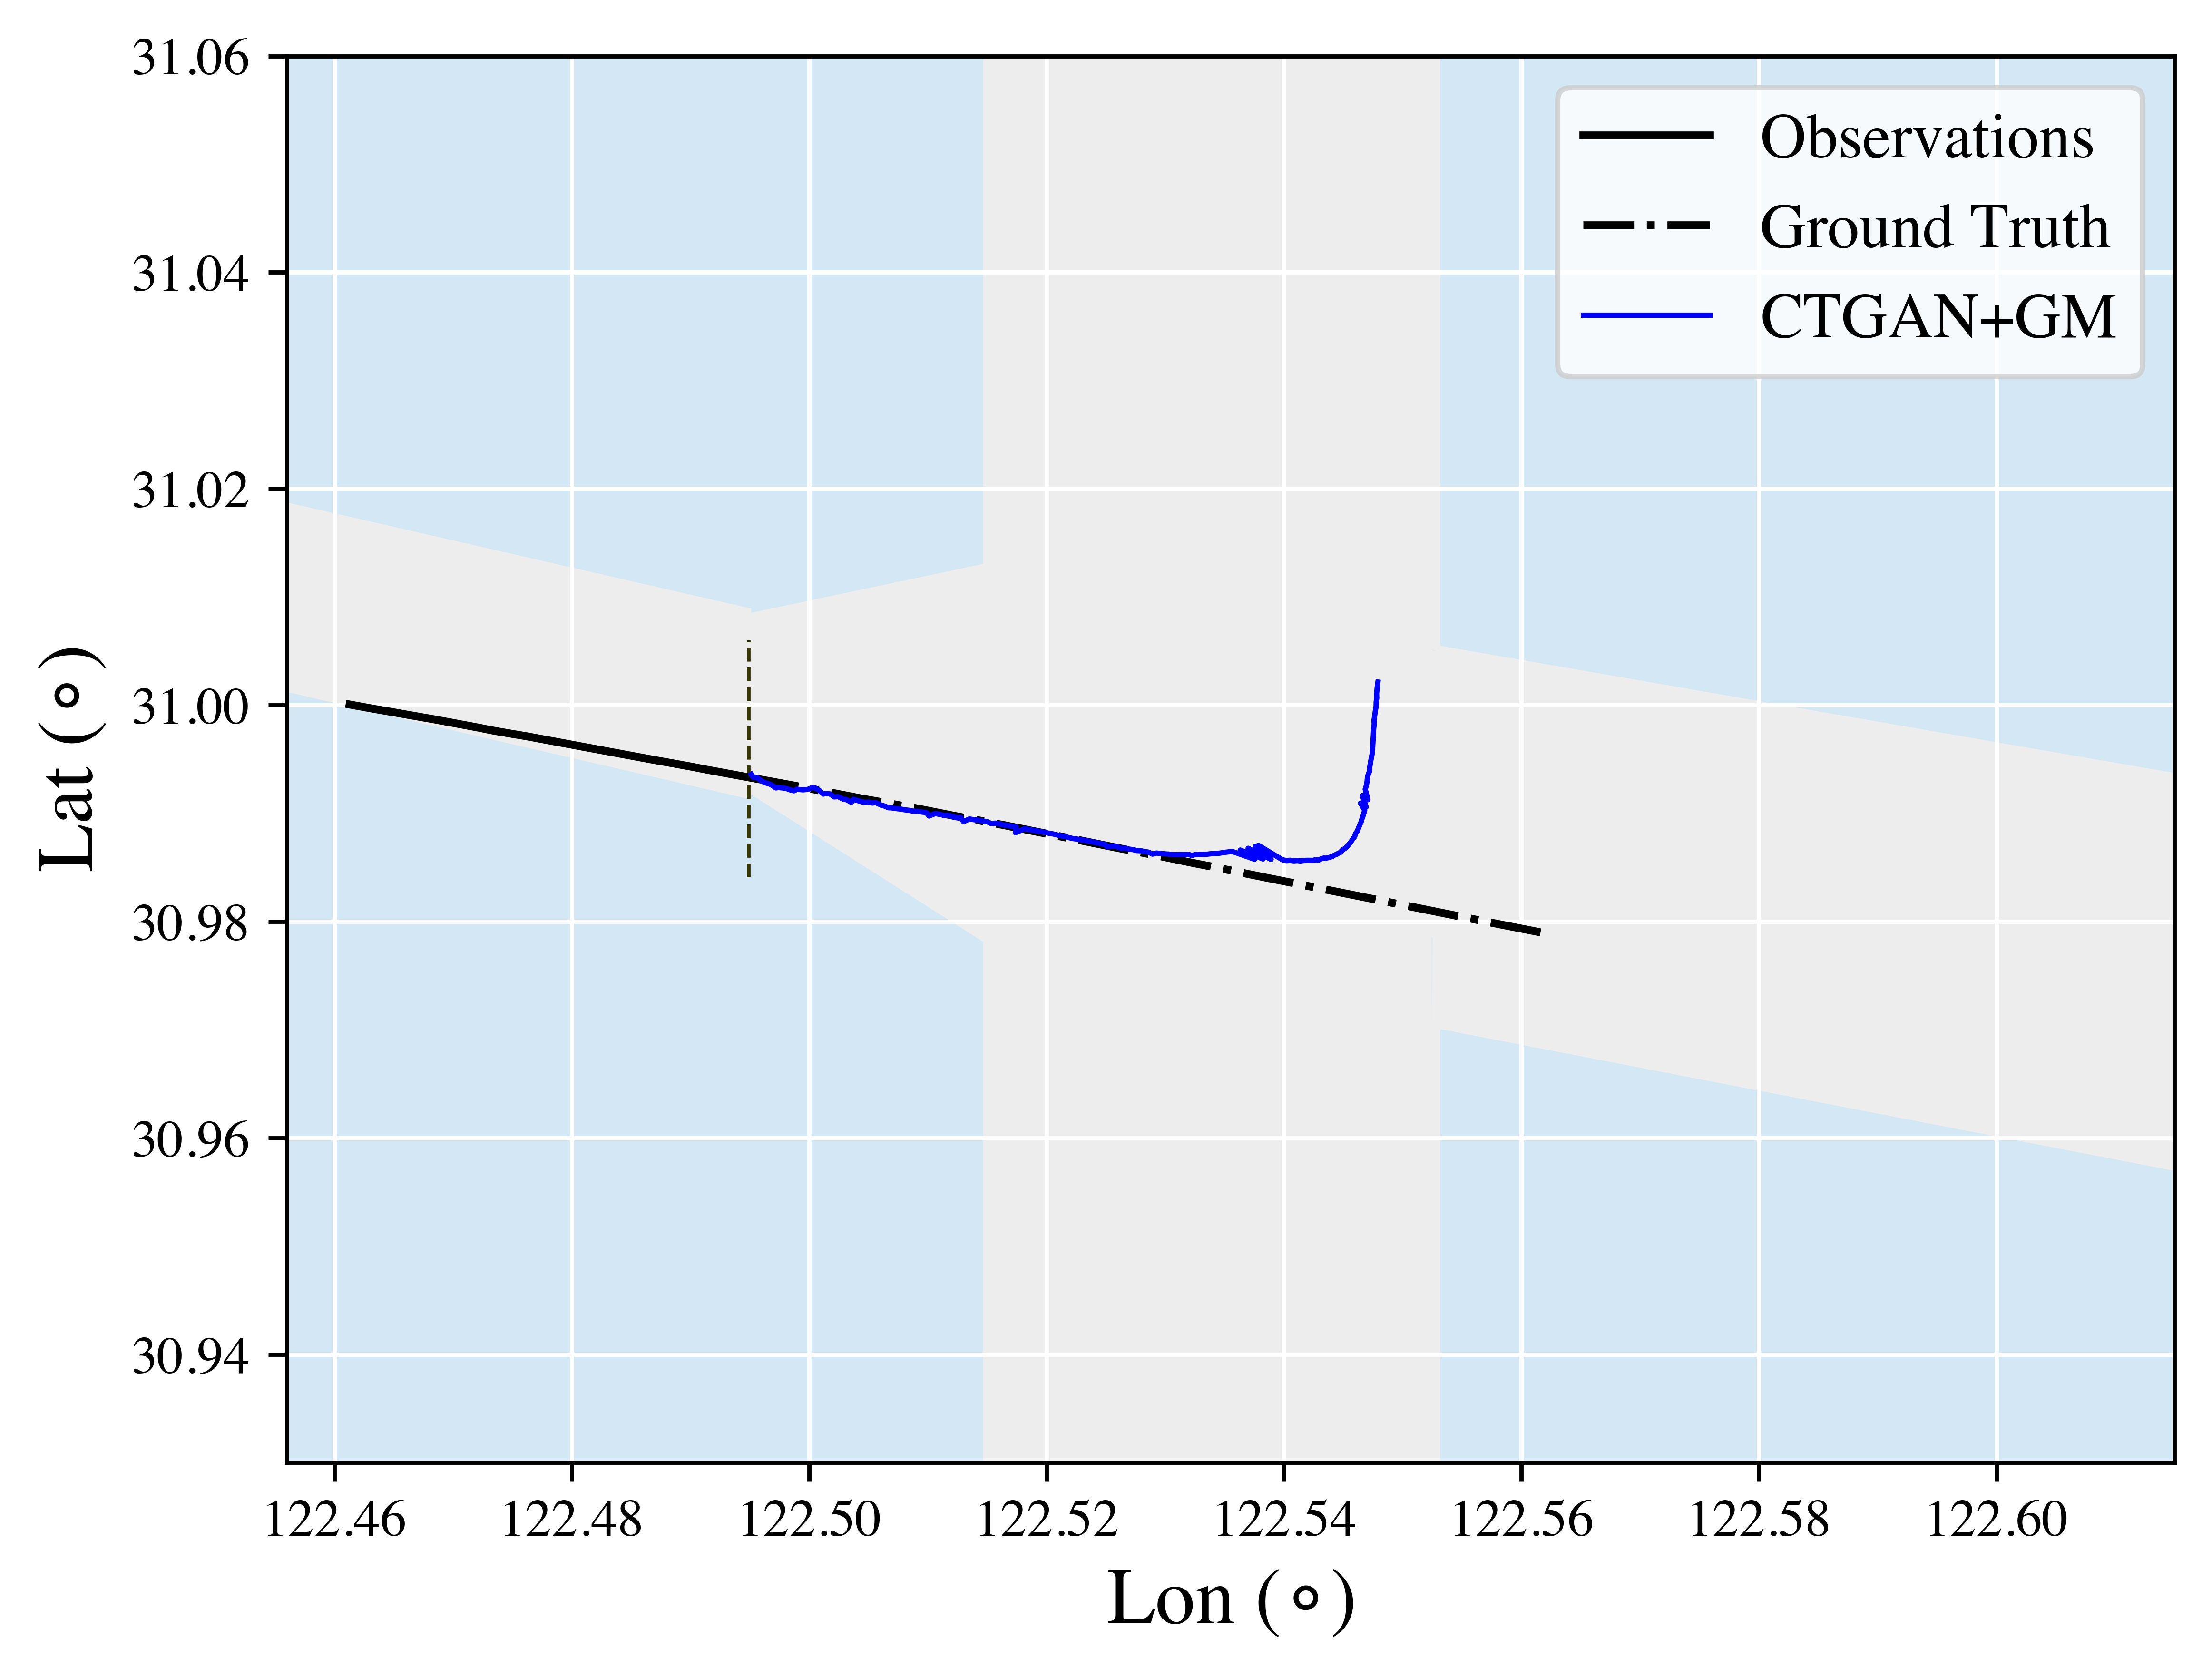 31.06
31.04
31.02
31.00
30.98
30.96
30.94
Lat (∘)
Observations
Ground Truth
CTGAN+GM
122.46 122.48 122.50 122.52 122.54 122.56 122.58 122.60
Lon (∘)